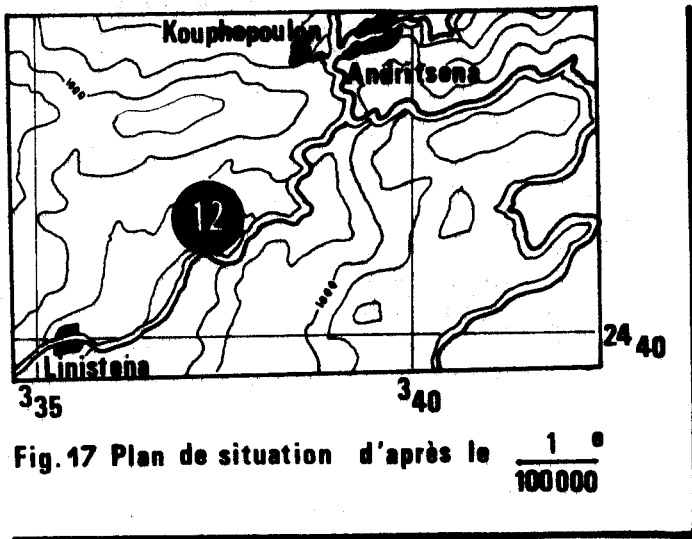 Kouphopoulon
Andritsena
1000
12
1000
24 40
Linistena
3 35
3 40
Fig. 17 Plan de situation d'après le 1 e
100000